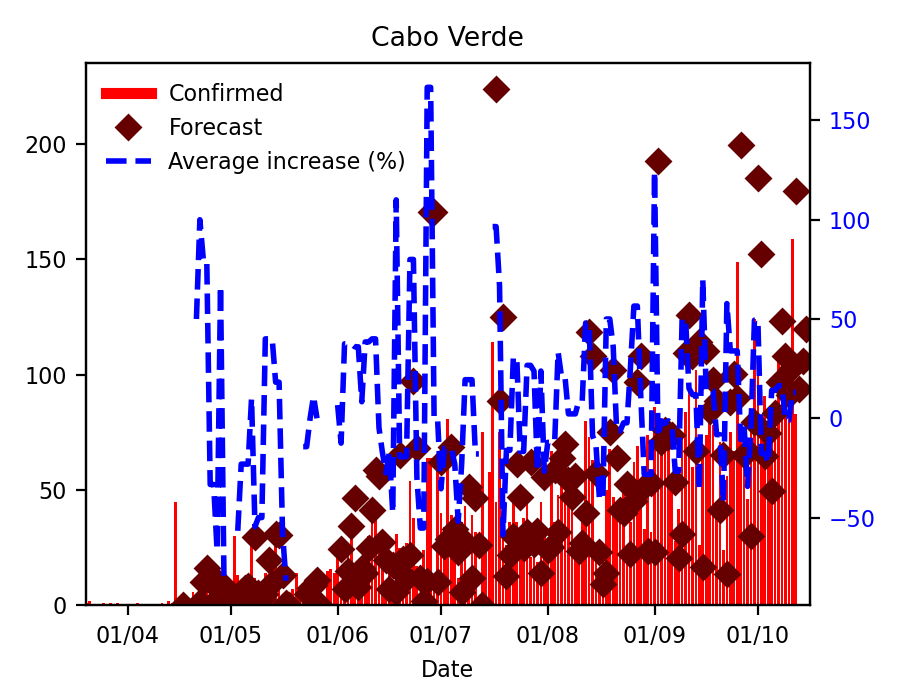 Cabo Verde
Confirmed
Forecast
Average increase (%)
200
150
100
50
0
150
100
50
0
−50
01/04 01/05 01/06 01/07 01/08 01/09 01/10
Date